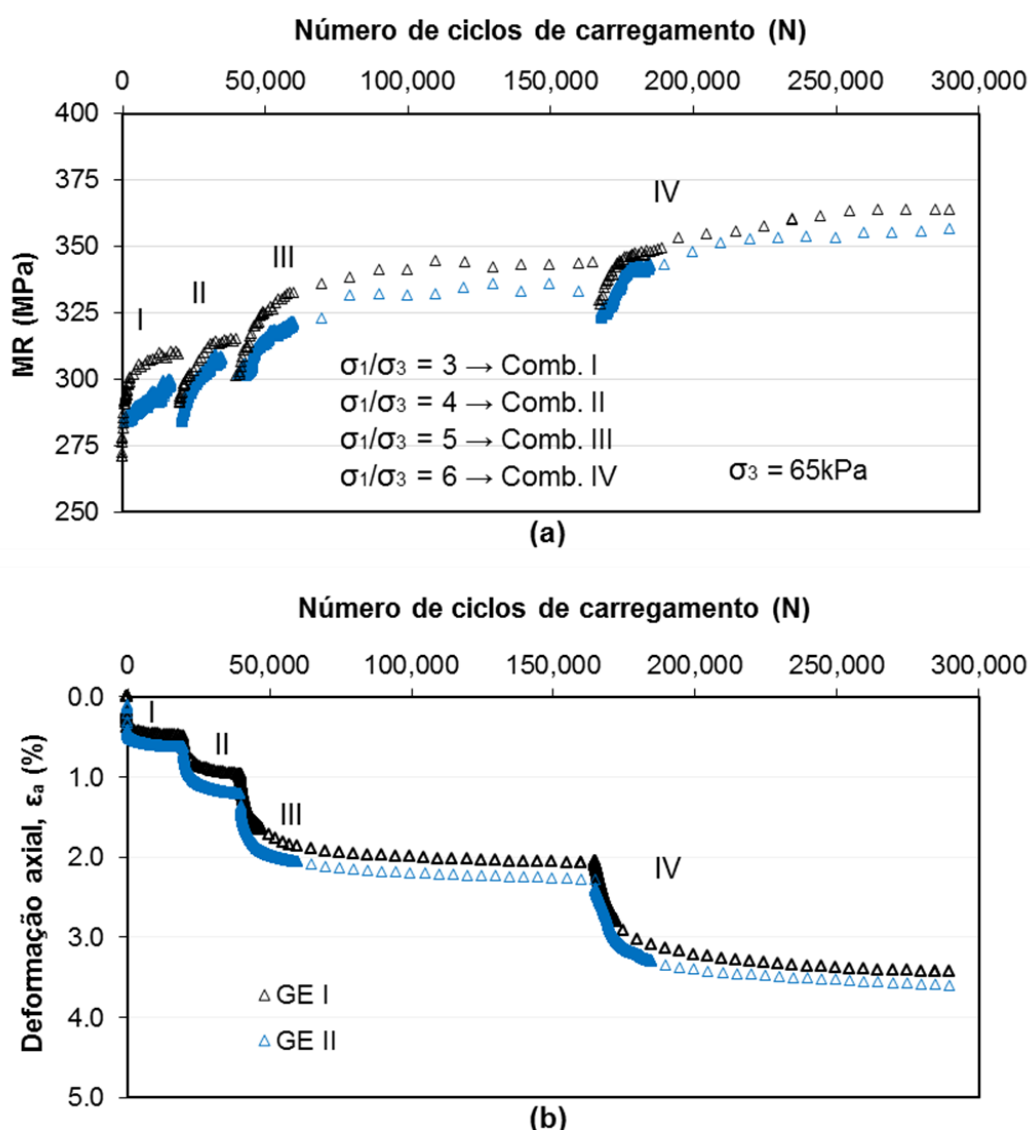 Número de ciclos de carregamento (N)
0 50,000 100,000 150,000 200,000 250,000 300,000
400
375
350
325
300
275
250
MR (MPa)
I
II
III
IV
σ1/σ3 = 3 → Comb. I
σ1/σ3 = 4 → Comb. II
σ1/σ3 = 5 → Comb. III
σ1/σ3 = 6 → Comb. IV
σ3 = 65kPa
(a)
Número de ciclos de carregamento (N)
0 50,000 100,000 150,000 200,000 250,000 300,000
0.0
1.0
2.0
3.0
4.0
5.0
Deformação axial, εa (%)
I
II
III
IV
GE I
GE II
(b)